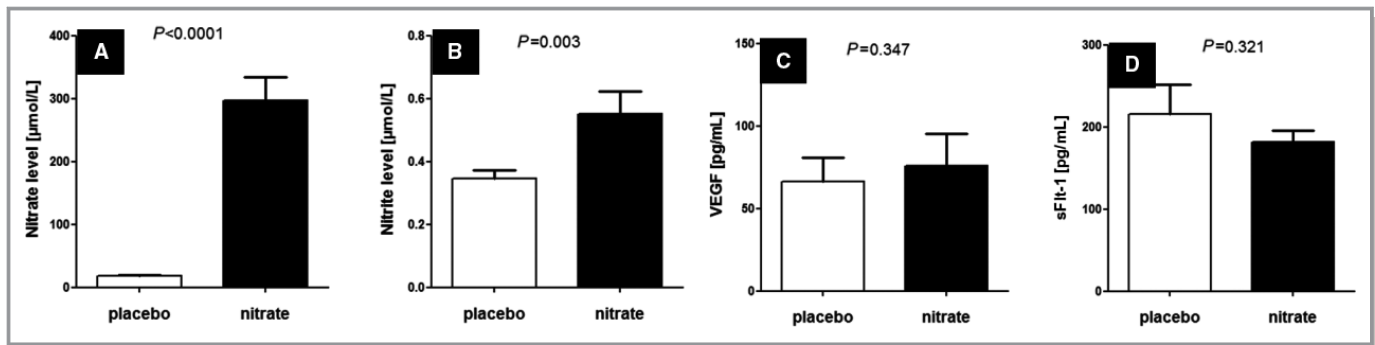 A
P<0.0001
Nitrate level [µmol/L]
400
300
200
100
0
placebo nitrate
B
P=0.003
Nitrite level [µmol/L]
0.8
0.6
0.4
0.2
0.0
placebo nitrate
C
P=0.347
VEGF [pg/mL]
150
100
50
0
placebo nitrate
D
P=0.321
sFlt-1 [pg/mL]
300
200
100
0
placebo nitrate